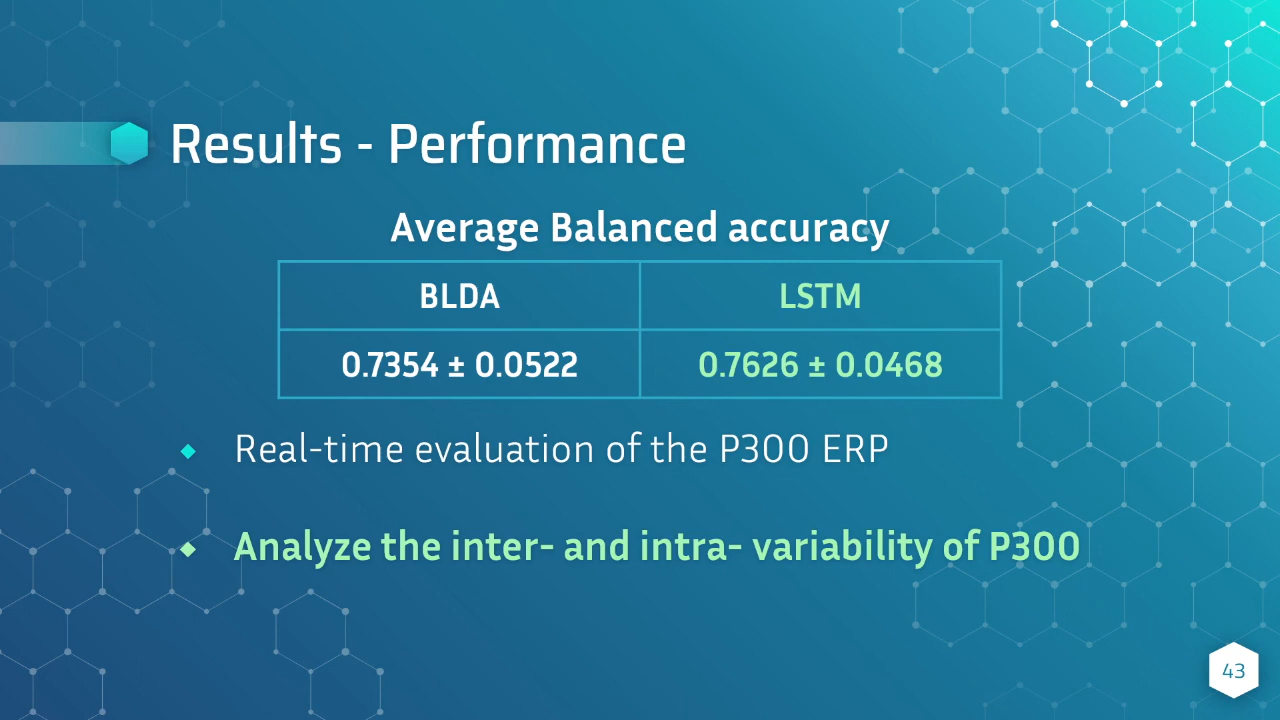 Results - Performance
Average Balanced accuracy
BLDA LSTM
0.7354 ± 0.0522 0.7626 ± 0.0468
Real-time evaluation of the P300 ERP
Analyze the inter- and intra- variability of P300
43